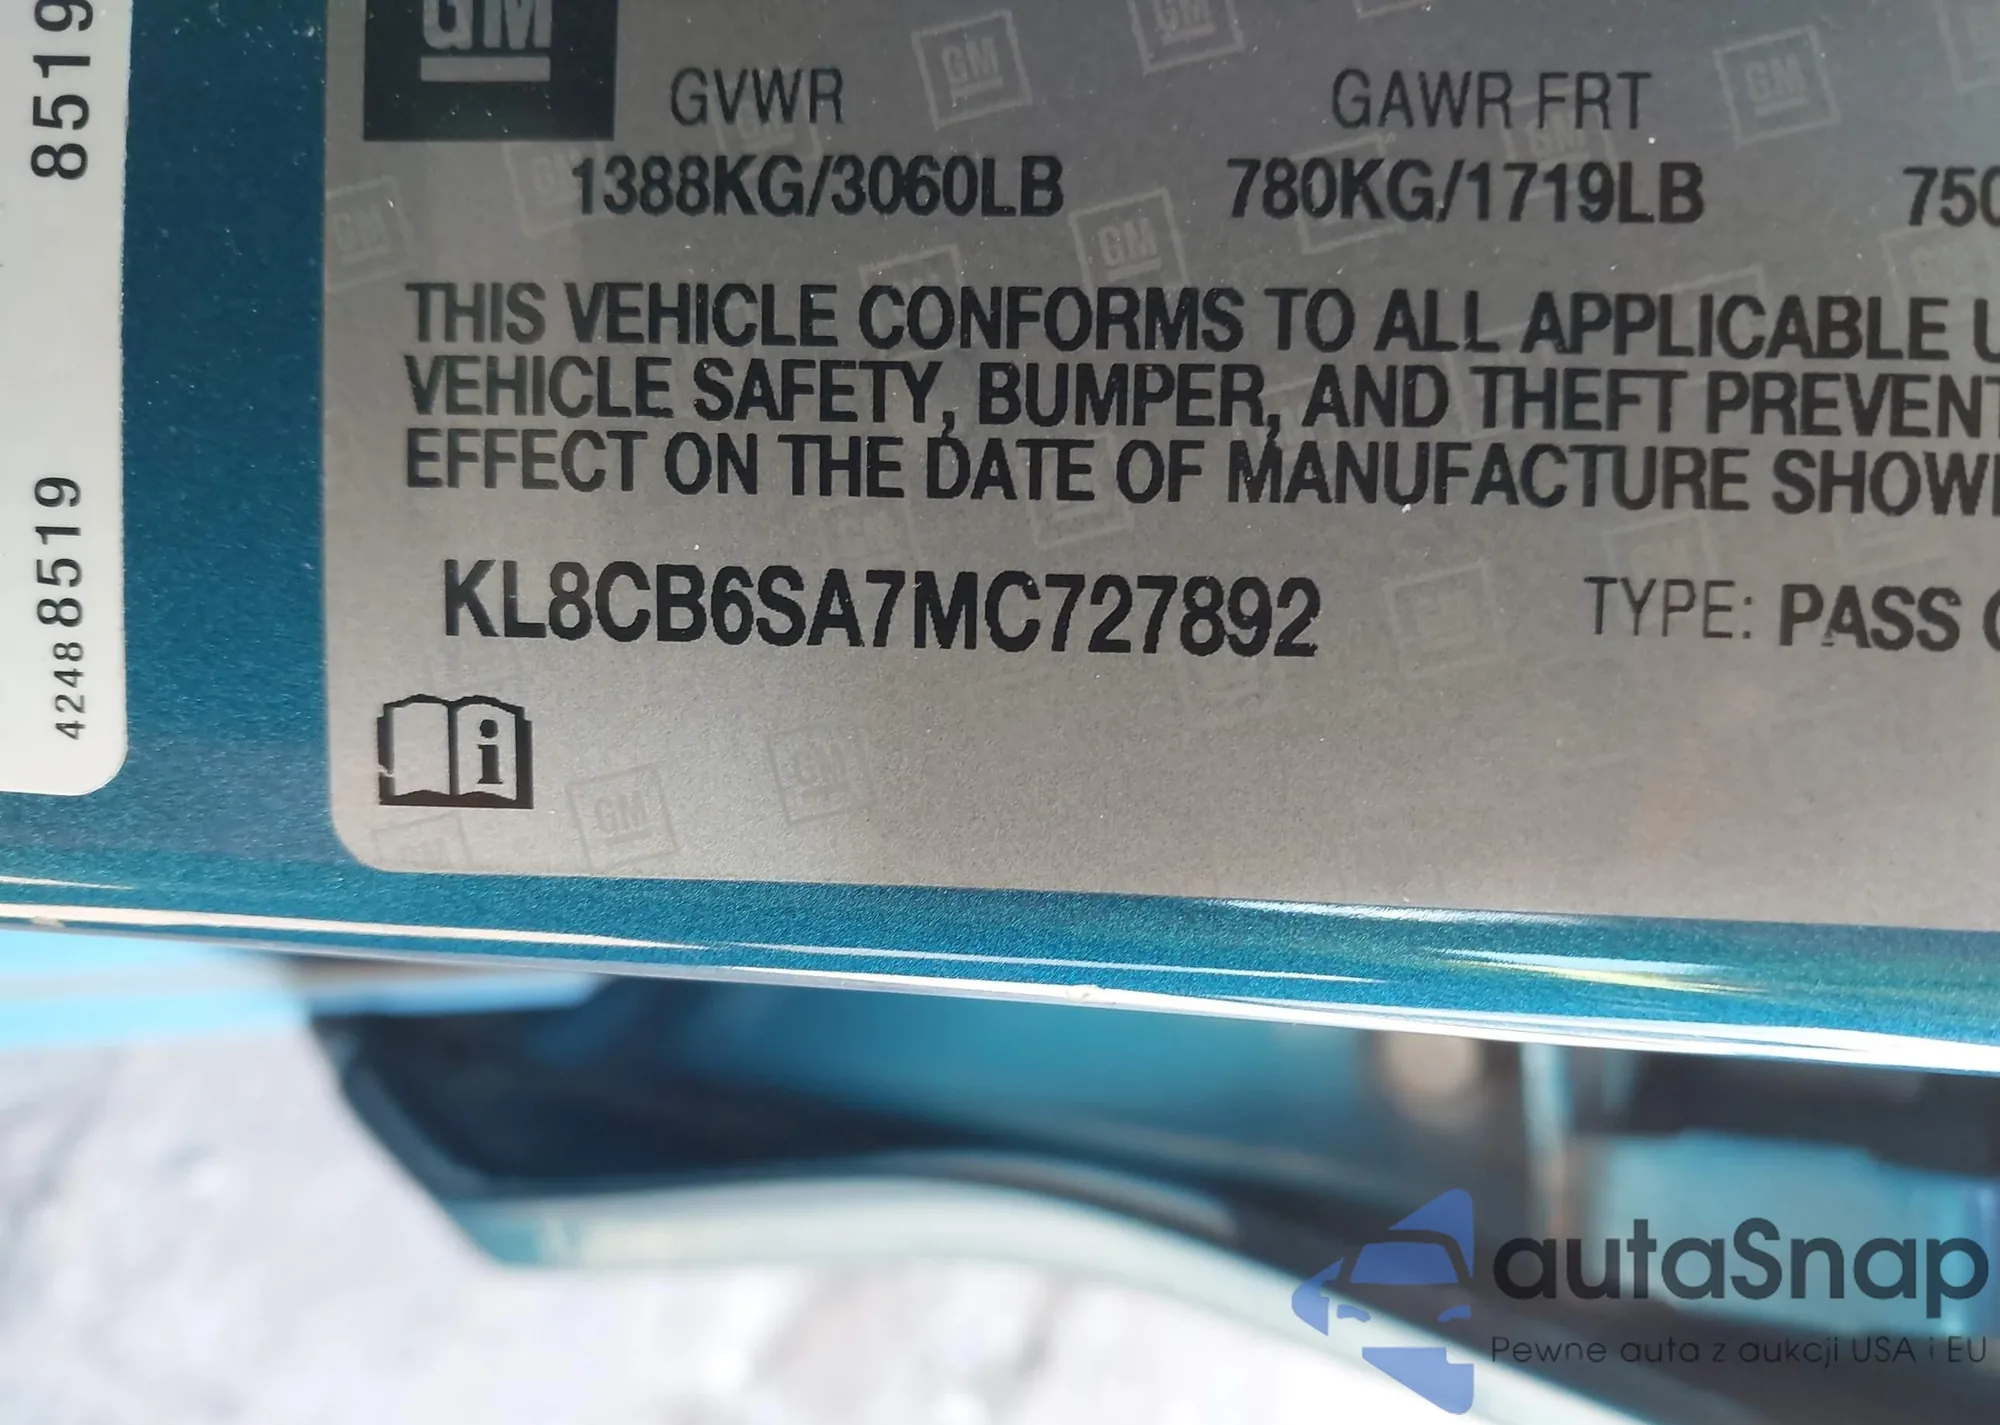 8519
42488519
GM
GVWR GAWR FRT
1388KG/3060LB 780KG/1719LB 750
THIS VEHICLE CONFORMS TO ALL APPLICABLE U
VEHICLE SAFETY, BUMPER, AND THEFT PREVENT
EFFECT ON THE DATE OF MANUFACTURE SHOW
KL8CB6SA7MC727892 TYPE: PASS
i
autaSnap
Pewne auta z aukcji USA i EU